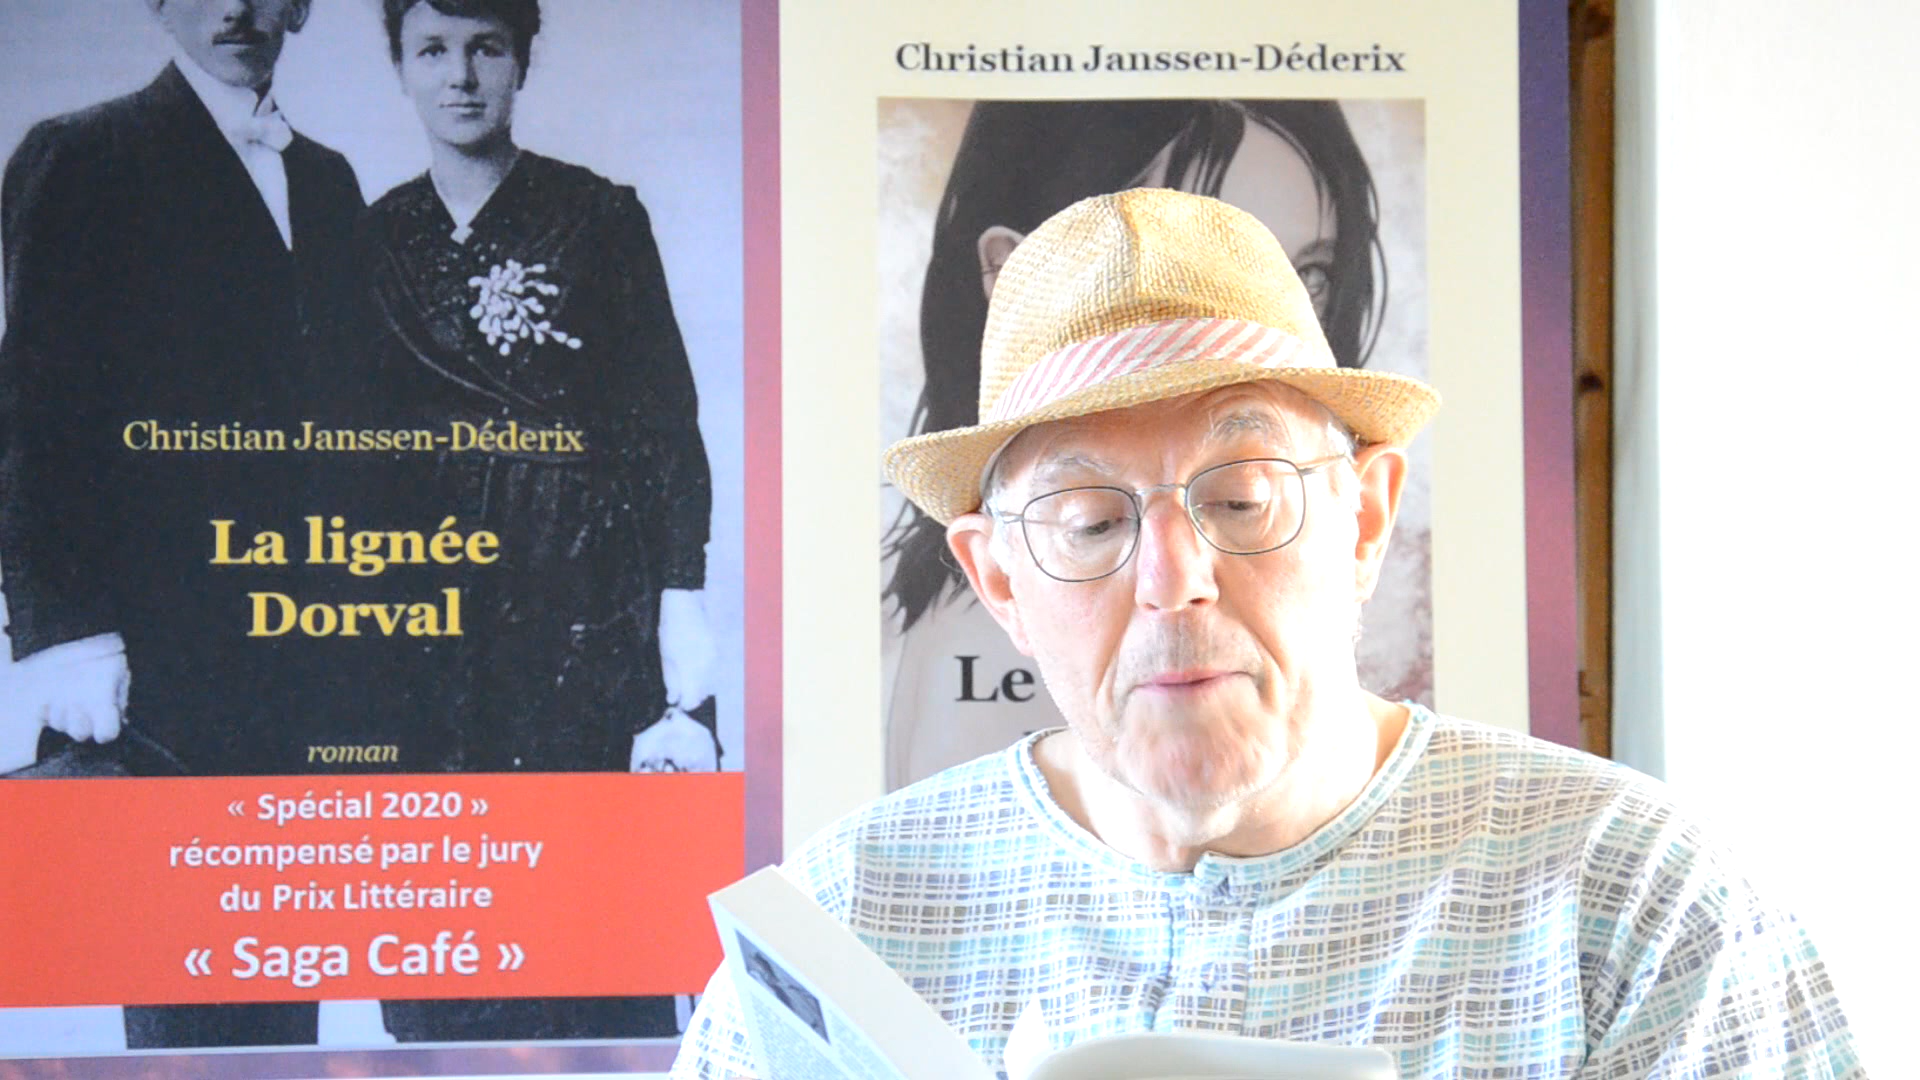 Christian Janssen-Déderix
La lignée
Dorval
roman
« Spécial 2020 »
récompensé par le jury
du Prix Littéraire
« Saga Café »
Christian Janssen-Déderix
Le